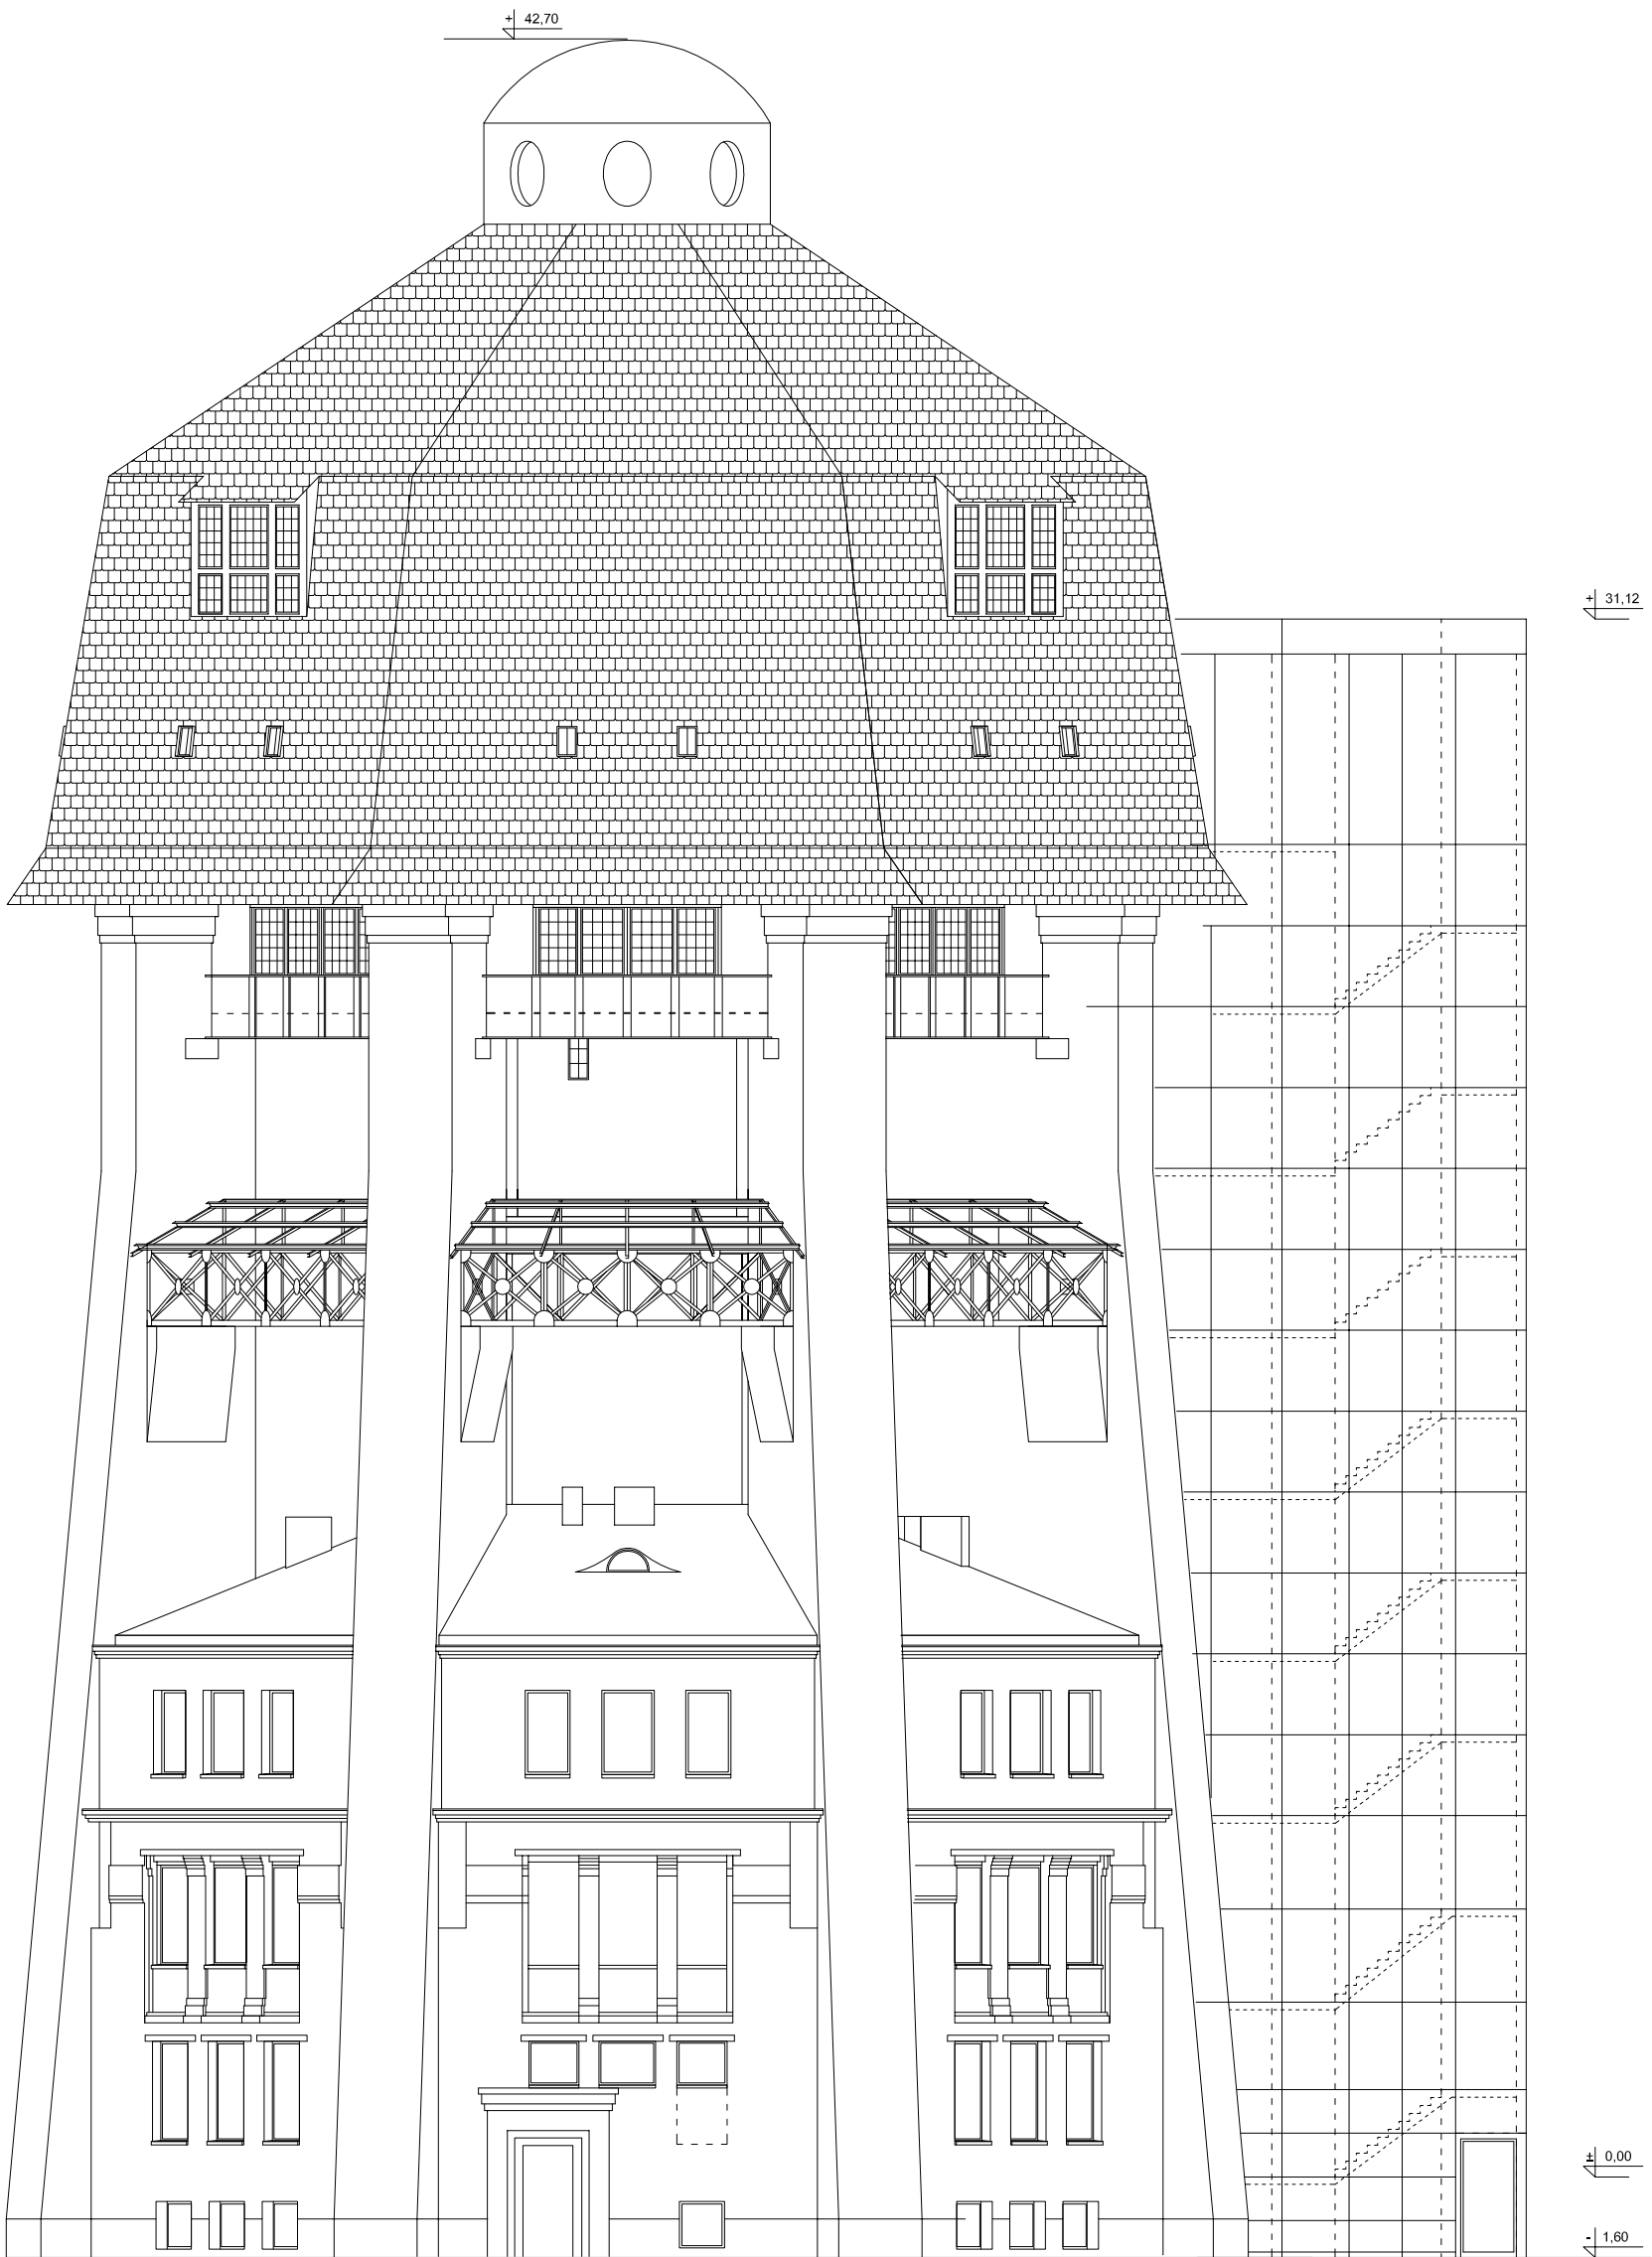 + 42,70
+ 31,12
± 0,00
- 1,60